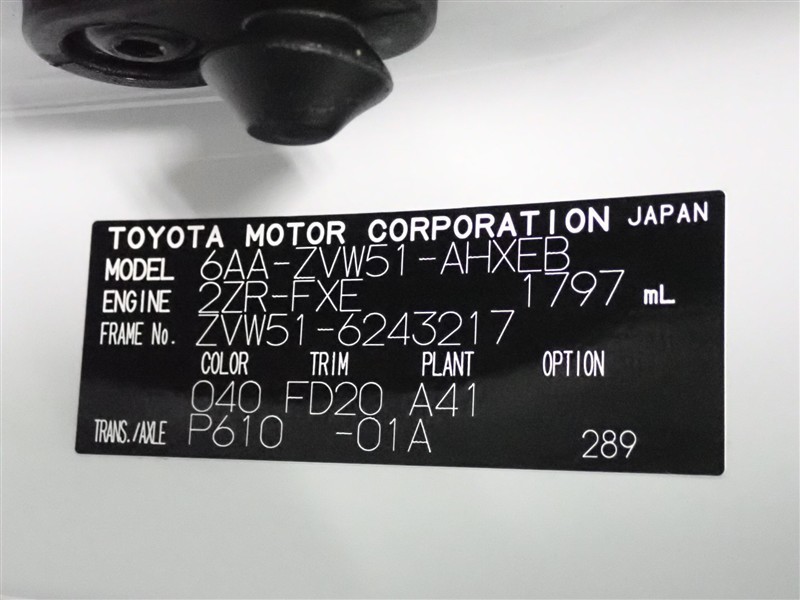 TOYOTA MOTOR CORPORATION JAPAN
MODEL 6AA-ZVW51-AHXEB
ENGINE 2ZR-FXE 1797 mL
FRAME No. ZVW51-6243217
COLOR TRIM PLANT OPTION
040 FD20 A41
TRANS./AXLE P610 -01A 289